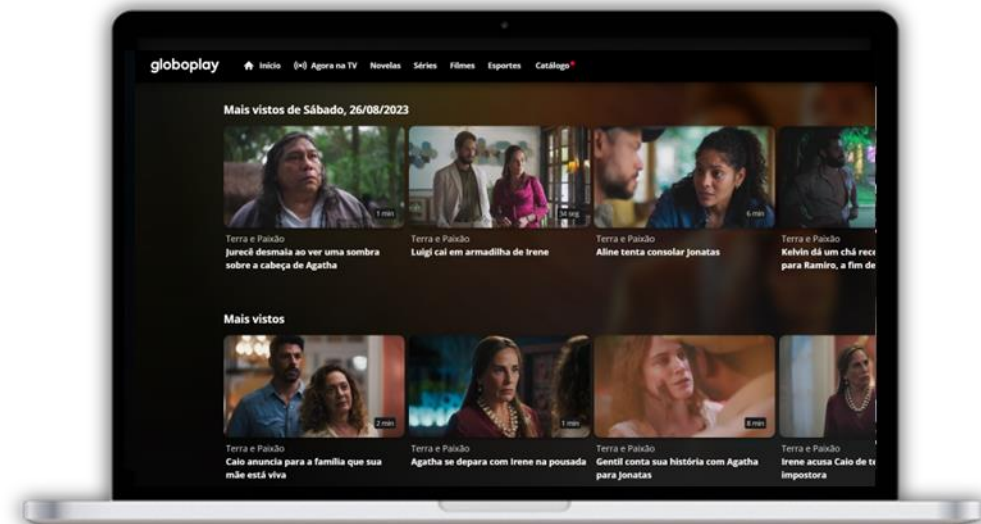 globoplay Início Agora na TV Novelas Séries Filmes Esportes Catálogo
Mais vistos de Sábado, 26/08/2023
1 min 34 seg 6 min
Terra e Paixão
Jurecê desmaia ao ver uma sombra
sobre a cabeça de Agatha
Terra e Paixão
Luigi cai em armadilha de Irene
Terra e Paixão
Aline tenta consolar Jonatas
Terra e Paixão
Kelvin dá um chá rece
para Ramiro, a fim de
Mais vistos
2 min 1 min 8 min
Terra e Paixão
Caio anuncia para a família que sua
mãe está viva
Terra e Paixão
Agatha se depara com Irene na pousada
Terra e Paixão
Gentil conta sua história com Agatha
para Jonatas
Terra e Paixão
Irene acusa Caio de te
impostora